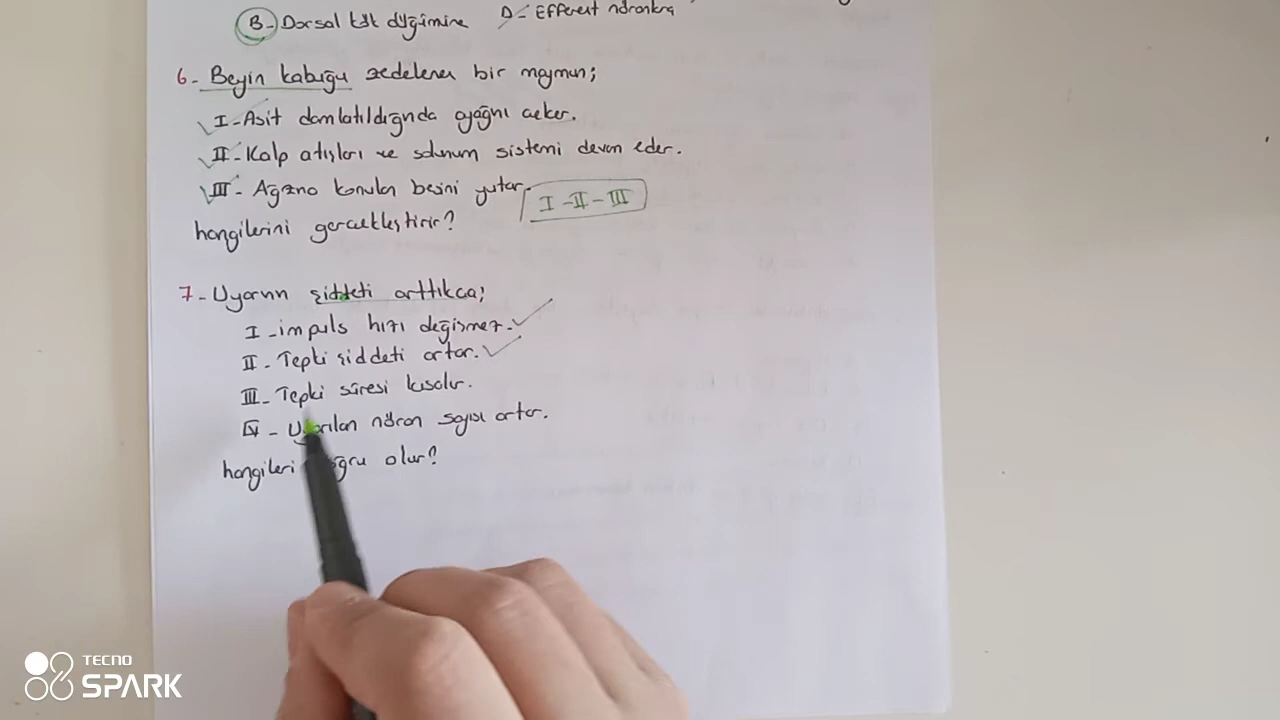 B- Dorsal kök düğümüne D- Efferent nöronlara
6- Beyin kabuğu zedelenen bir maymun;
I- Asit damlatıldığında ayağını çeker.
II- Kalp atışları ve solunum sistemi devam eder.
III- Ağzına konulan besini yutar.
I-II-III
hangilerini gerçekleştirir?
7- Uyarının şiddeti arttıkça;
I- impuls hızı değişmez.
II- Tepki şiddeti artar.
III- Tepki süresi kısalır.
IV- Uyarılan nöron sayısı artar.
hangileri doğru olur?
TECNO
SPARK